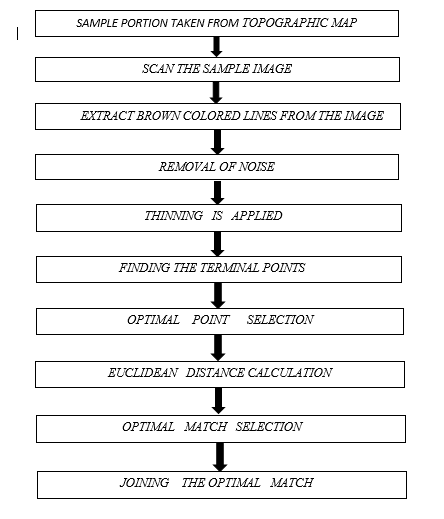 SAMPLE PORTION TAKEN FROM TOPOGRAPHIC MAP
SCAN THE SAMPLE IMAGE
EXTRACT BROWN COLORED LINES FROM THE IMAGE
REMOVAL OF NOISE
THINNING IS APPLIED
FINDING THE TERMINAL POINTS
OPTIMAL POINT SELECTION
EUCLIDEAN DISTANCE CALCULATION
OPTIMAL MATCH SELECTION
JOINING THE OPTIMAL MATCH